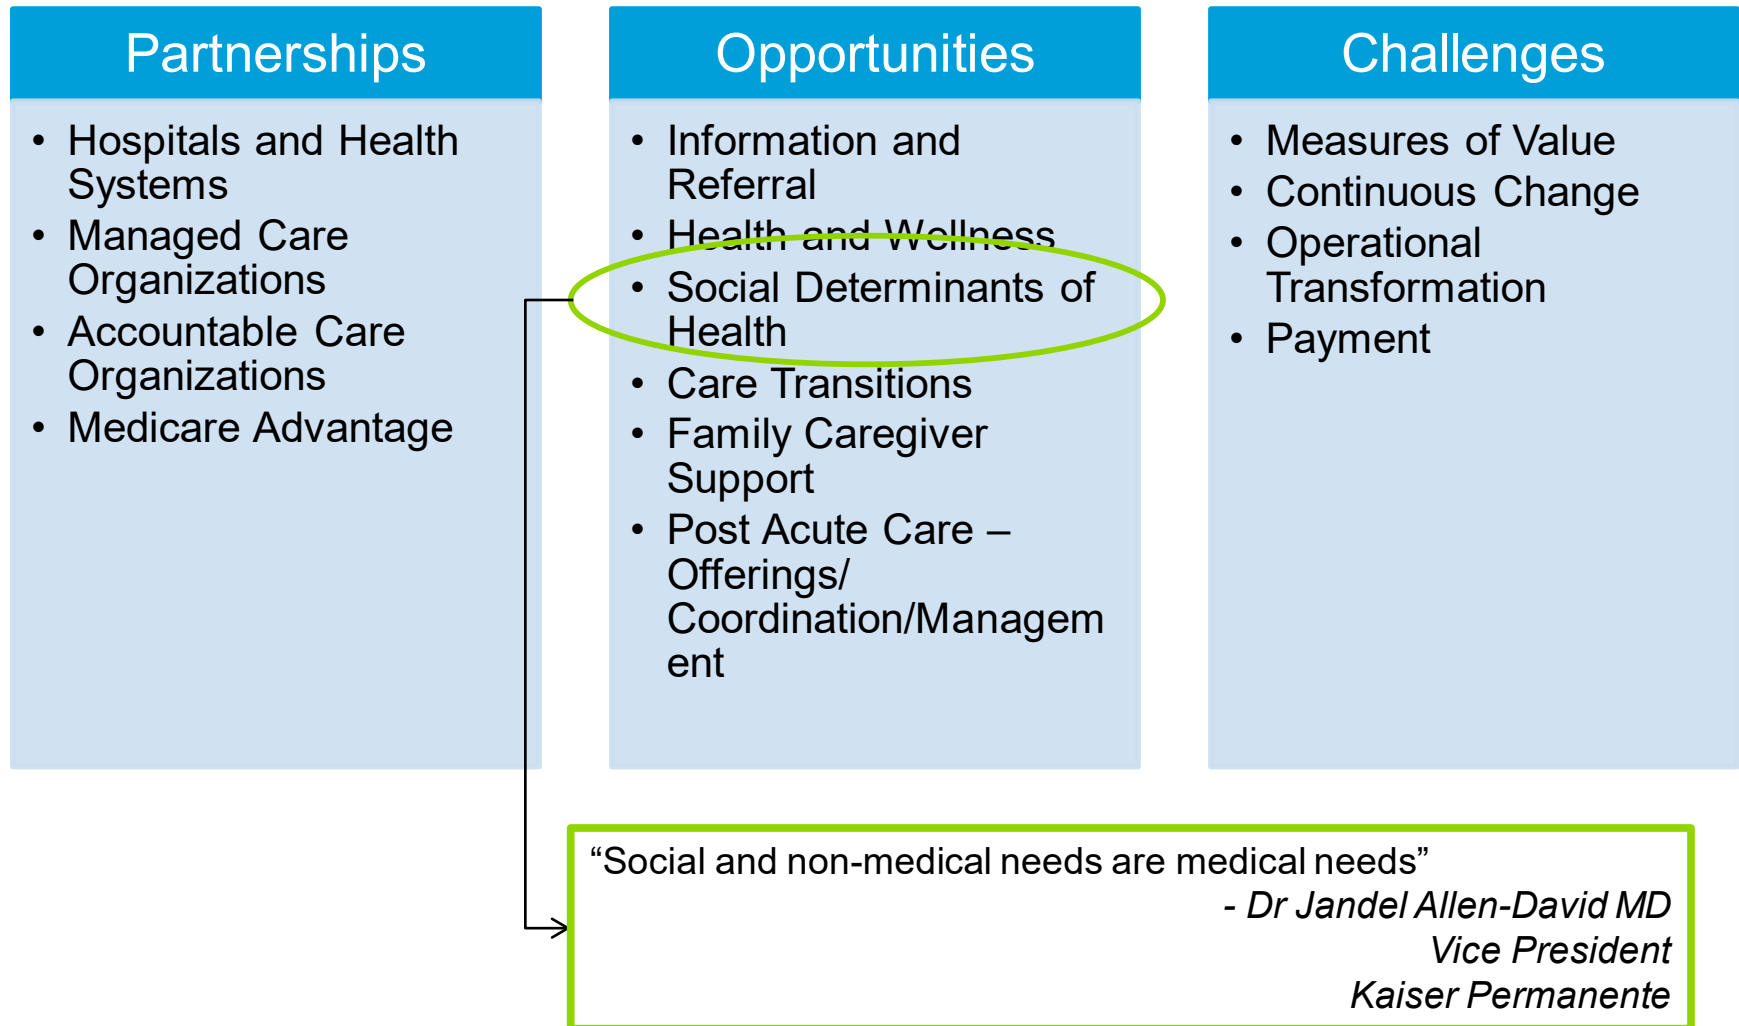 Partnerships
• Hospitals and Health
Systems
• Managed Care
Organizations
• Accountable Care
Organizations
• Medicare Advantage
Opportunities
• Information and
Referral
• Health and Wellness
• Social Determinants of
Health
• Care Transitions
• Family Caregiver
Support
• Post Acute Care –
Offerings/
Coordination/Managem
ent
Challenges
• Measures of Value
• Continuous Change
• Operational
Transformation
• Payment
“Social and non-medical needs are medical needs”
- Dr Jandel Allen-David MD
Vice President
Kaiser Permanente